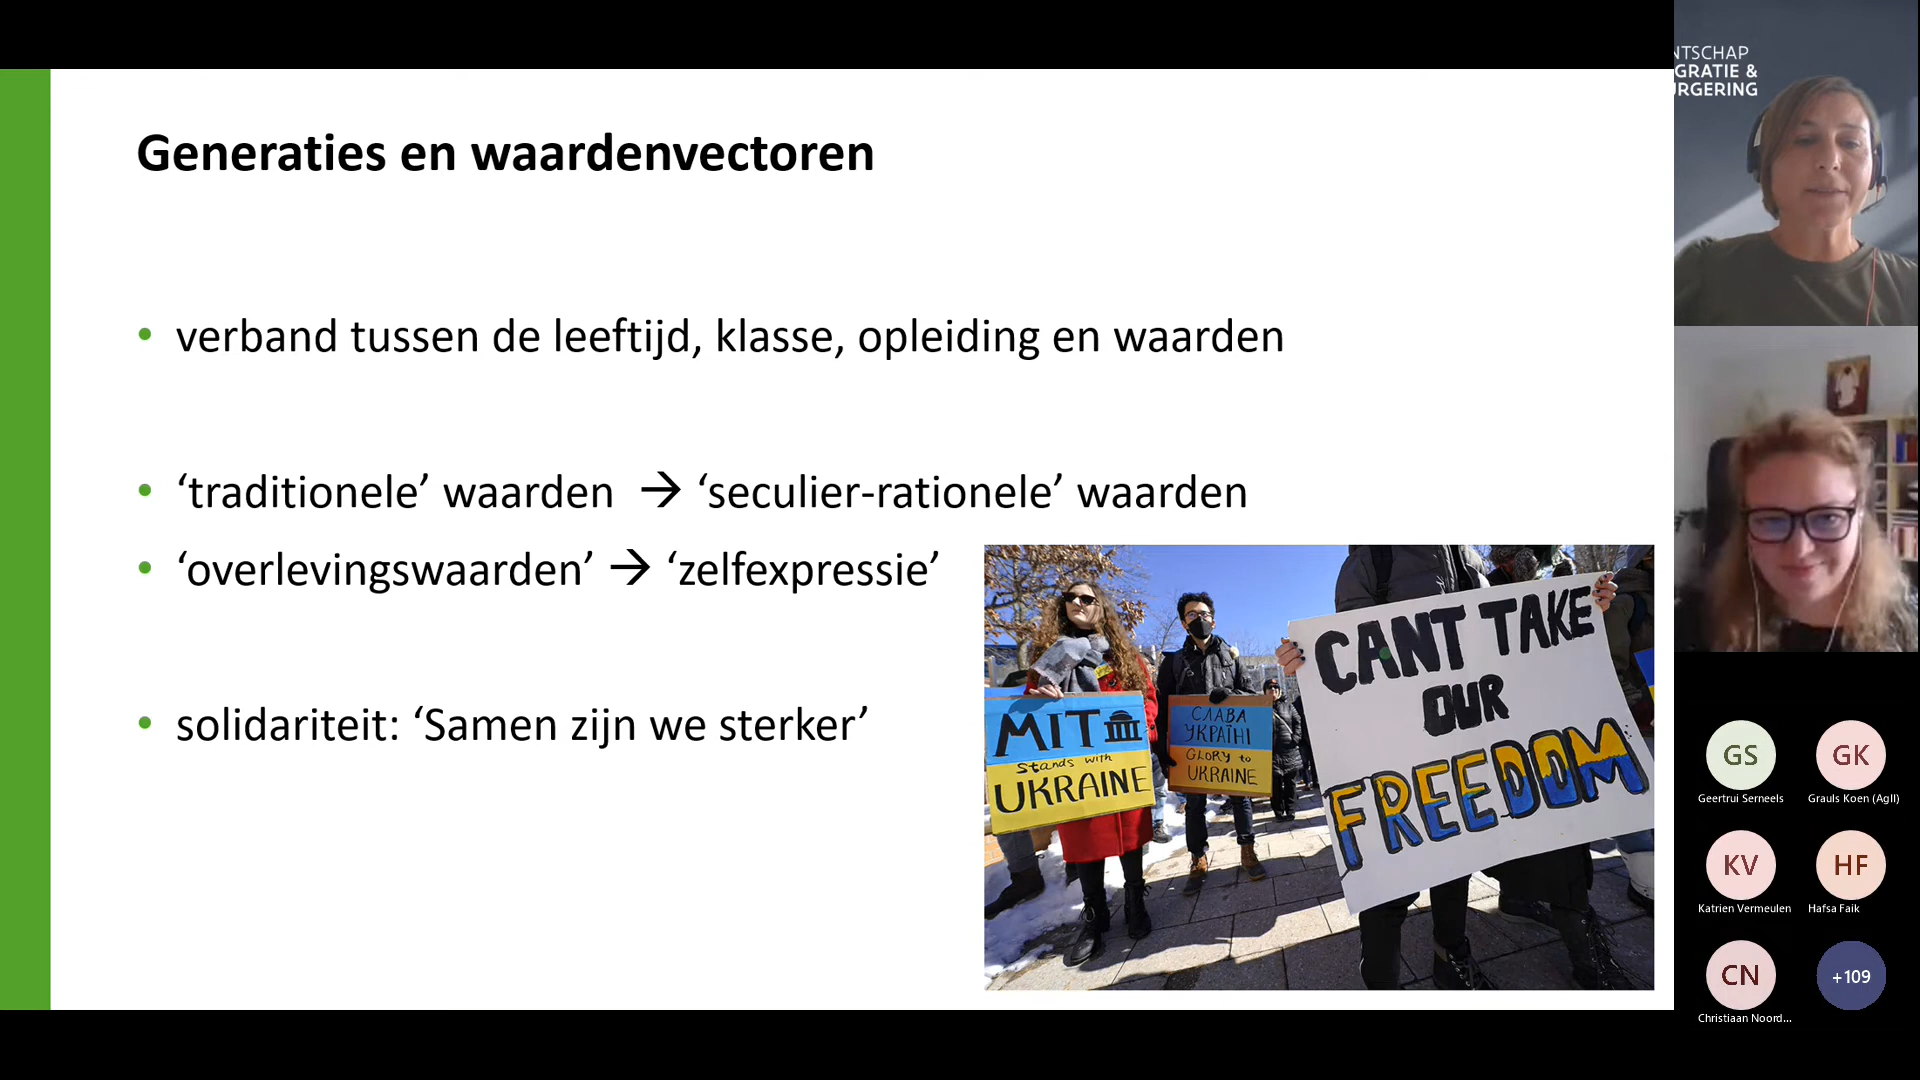 Generaties en waardenvectoren
• verband tussen de leeftijd, klasse, opleiding en waarden
• ‘traditionele’ waarden → ‘seculier-rationele’ waarden
• ‘overlevingswaarden’ → ‘zelfexpressie’
• solidariteit: ‘Samen zijn we sterker’
MIT
Stands with
UKRAINE
СЛАВА
УКРАЇНІ
GLORY to
UKRAINE
CANT TAKE
OUR
FREEDOM
NTSCHAP
GRATIE &
URGERING
GS
Geertrui Serneels
GK
Grauls Koen (AgII)
KV
Katrien Vermeulen
HF
Hafsa Faik
CN
Christiaan Noord...
+109